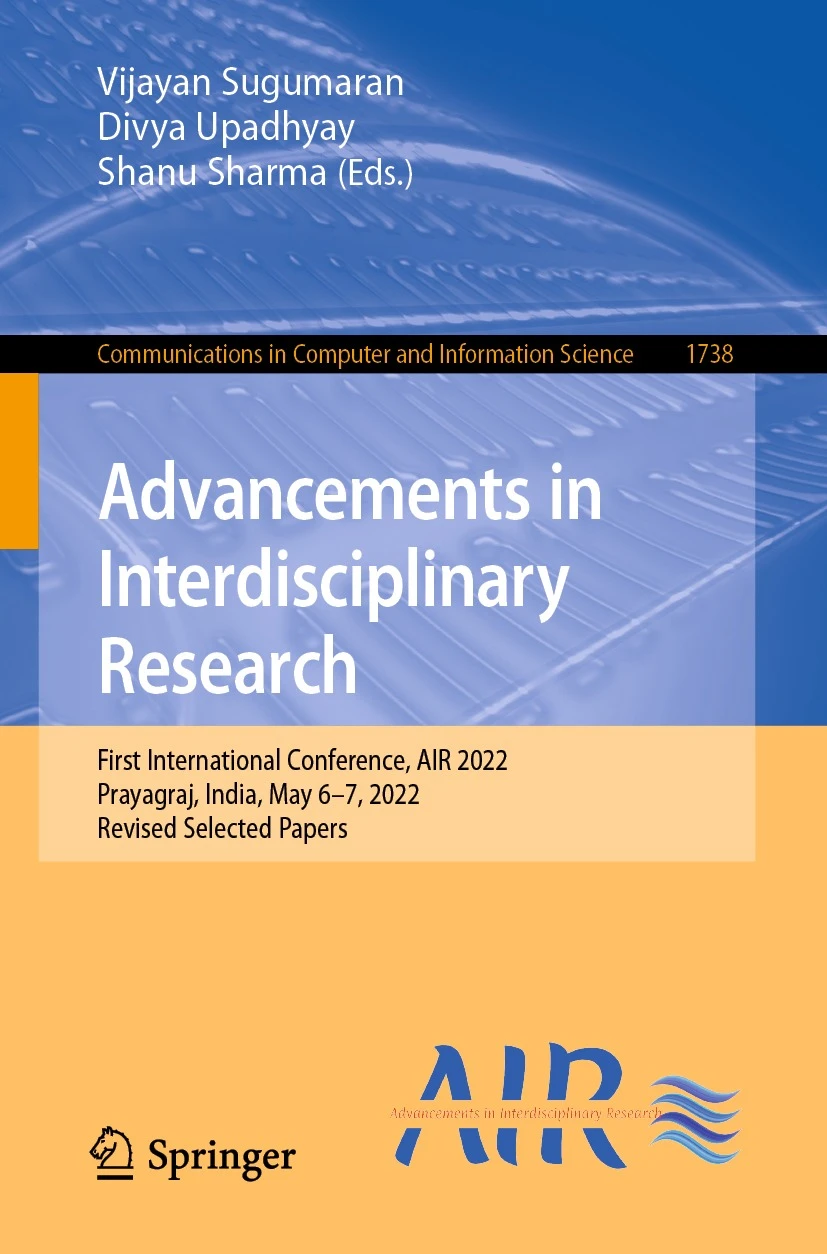 Vijayan Sugumaran
Divya Upadhyay
Shanu Sharma (Eds.)
Communications in Computer and Information Science 1738
Advancements in
Interdisciplinary
Research
First International Conference, AIR 2022
Prayagraj, India, May 6–7, 2022
Revised Selected Papers
AIR
Advancements in Interdisciplinary Research
Springer